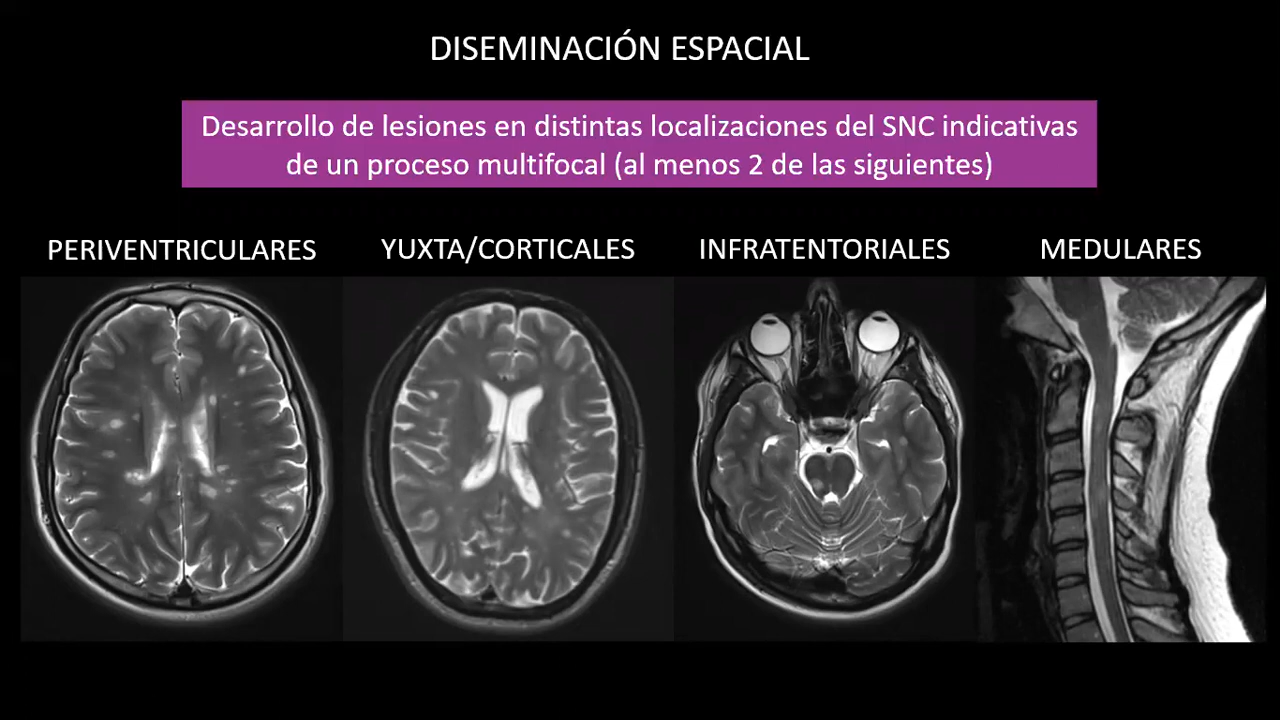 DISEMINACIÓN ESPACIAL
Desarrollo de lesiones en distintas localizaciones del SNC indicativas
de un proceso multifocal (al menos 2 de las siguientes)
PERIVENTRICULARES
YUXTA/CORTICALES
INFRATENTORIALES
MEDULARES